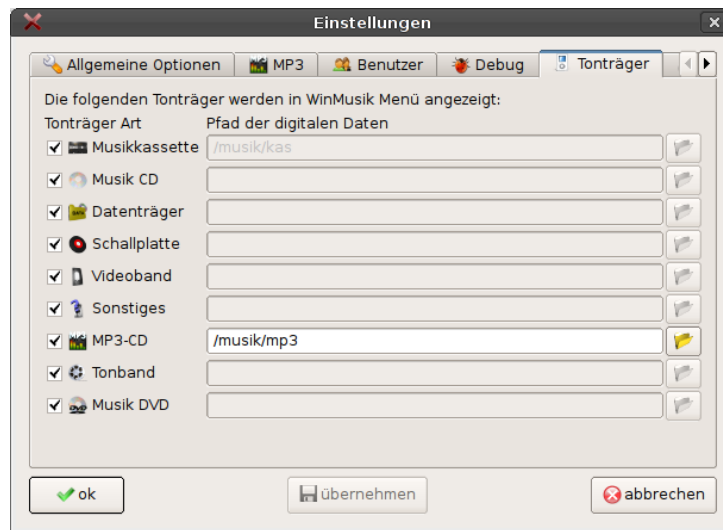 Einstellungen
Allgemeine Optionen MP3 Benutzer Debug Tonträger
Die folgenden Tonträger werden in WinMusik Menü angezeigt:
Tonträger Art Pfad der digitalen Daten
Musikkassette /musik/kas
Musik CD
Datenträger
Schallplatte
Videoband
Sonstiges
MP3-CD /musik/mp3
Tonband
Musik DVD
ok übernehmen abbrechen